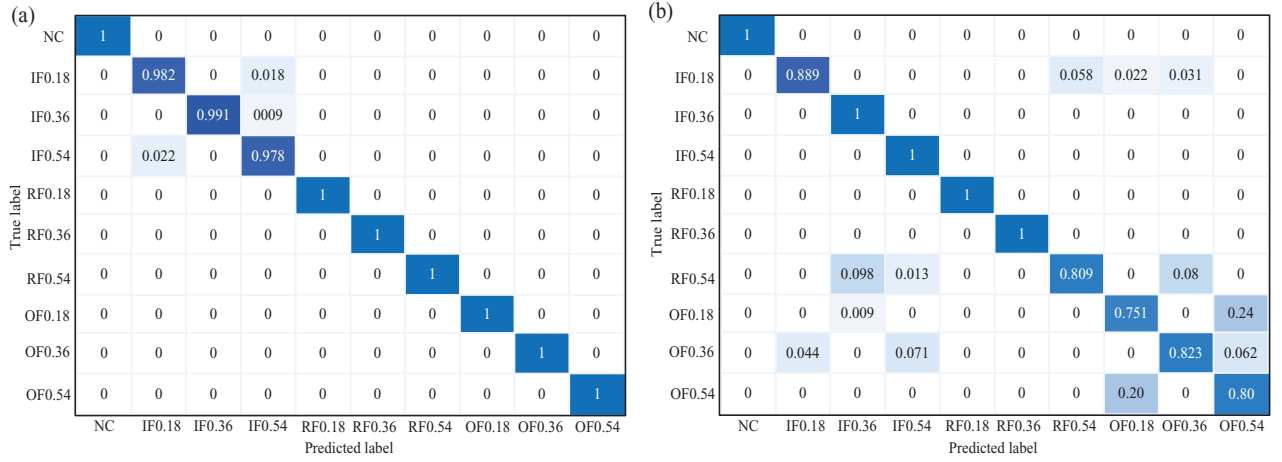 (a)
NC 1 0 0 0 0 0 0 0 0 0
IF0.18 0 0.982 0 0.018 0 0 0 0 0 0
IF0.36 0 0 0.991 0009 0 0 0 0 0 0
IF0.54 0 0.022 0 0.978 0 0 0 0 0 0
RF0.18 0 0 0 0 1 0 0 0 0 0
RF0.36 0 0 0 0 0 1 0 0 0 0
RF0.54 0 0 0 0 0 0 1 0 0 0
OF0.18 0 0 0 0 0 0 0 1 0 0
OF0.36 0 0 0 0 0 0 0 0 1 0
OF0.54 0 0 0 0 0 0 0 0 0 1
NC IF0.18 IF0.36 IF0.54 RF0.18 RF0.36 RF0.54 OF0.18 OF0.36 OF0.54
True label
Predicted label
(b)
NC 1 0 0 0 0 0 0 0 0 0
IF0.18 0 0.889 0 0 0 0 0.058 0.022 0.031 0
IF0.36 0 0 1 0 0 0 0 0 0 0
IF0.54 0 0 0 1 0 0 0 0 0 0
RF0.18 0 0 0 0 1 0 0 0 0 0
RF0.36 0 0 0 0 0 1 0 0 0 0
RF0.54 0 0 0.098 0.013 0 0 0.809 0 0.08 0
OF0.18 0 0 0.009 0 0 0 0 0.751 0 0.24
OF0.36 0 0.044 0 0.071 0 0 0 0 0.823 0.062
OF0.54 0 0 0 0 0 0 0 0.20 0 0.80
NC IF0.18 IF0.36 IF0.54 RF0.18 RF0.36 RF0.54 OF0.18 OF0.36 OF0.54
True label
Predicted label